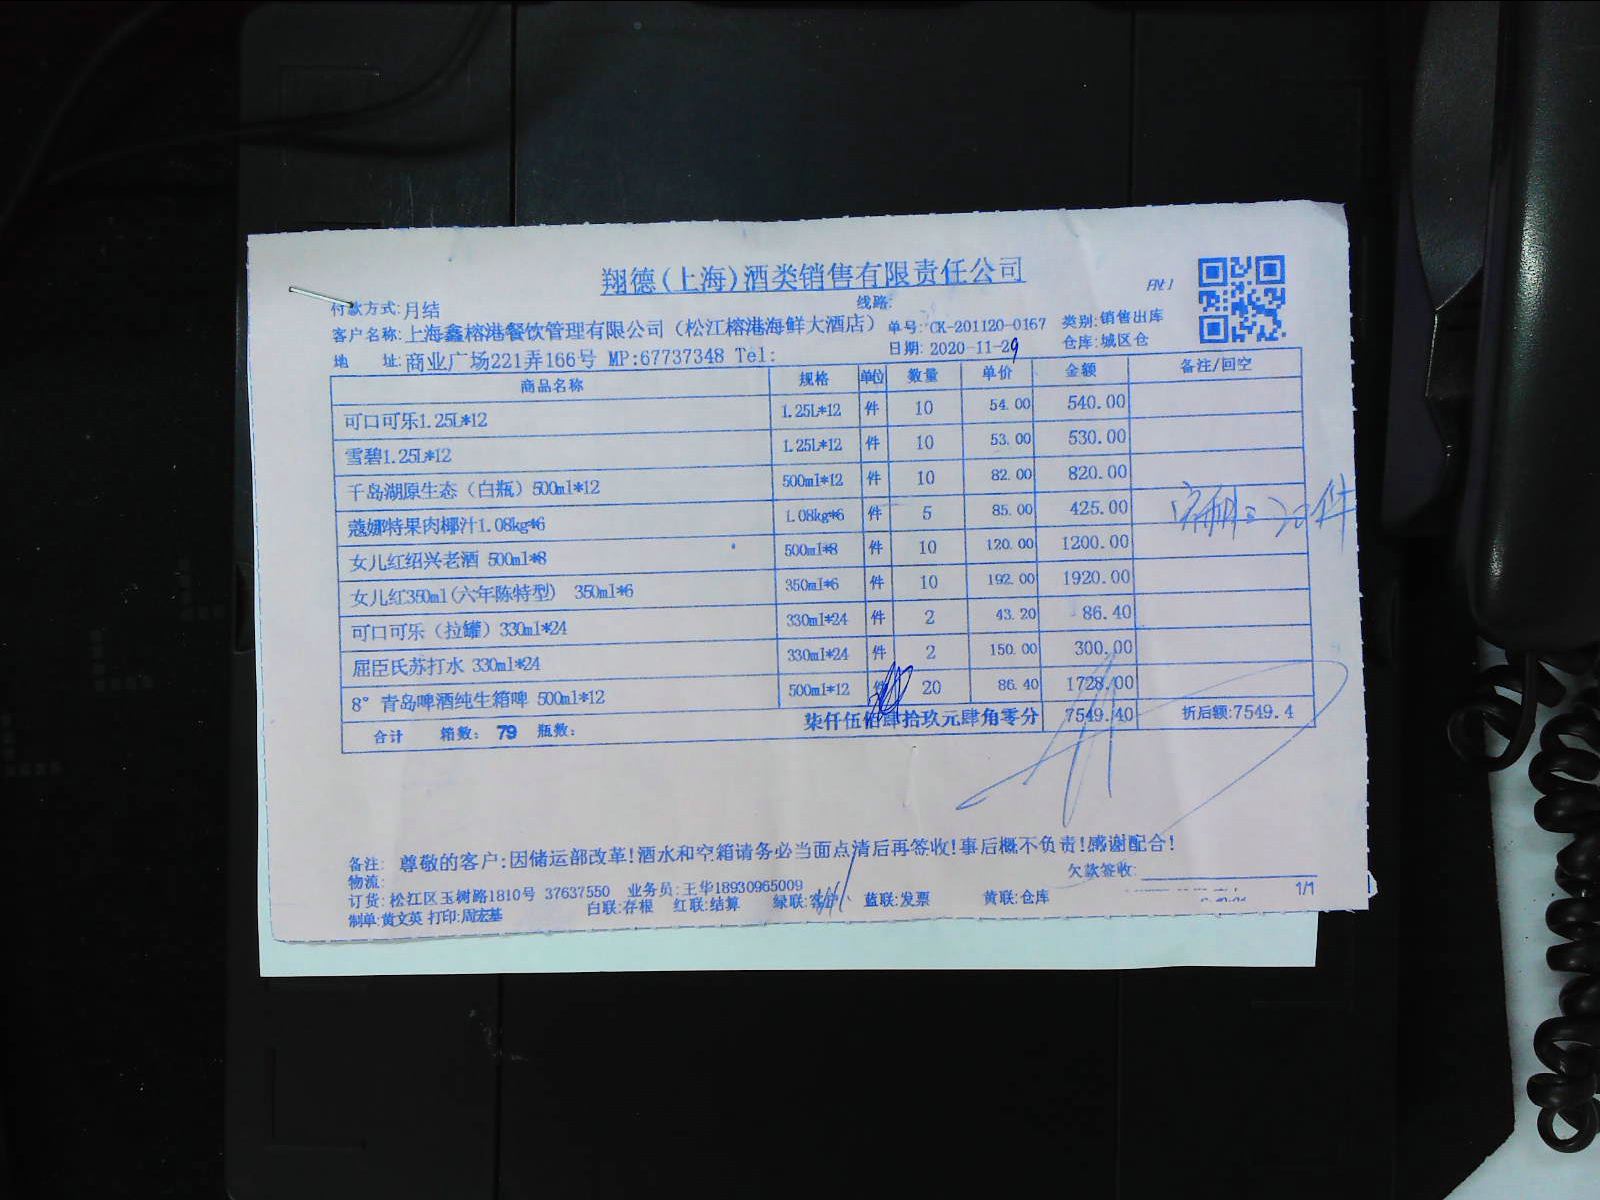 翔德(上海)酒类销售有限责任公司
付款方式:月结 线路:
客户名称:上海鑫榕港餐饮管理有限公司（松江榕港海鲜大酒店） 单号:CK-201120-0167 类别:销售出库
地 址:商业广场221弄166号 MP:67737348 Tel: 日期: 2020-11-29 仓库:城区仓
商品名称 规格 单位 数量 单价 金额 备注/回空
可口可乐1.25L*12 1.25L*12 件 10 54.00 540.00
雪碧1.25L*12 1.25L*12 件 10 53.00 530.00
千岛湖原生态（白瓶）500ml*12 500ml*12 件 10 82.00 820.00
蔻娜特果肉椰汁1.08kg*6 1.08kg*6 件 5 85.00 425.00
女儿红绍兴老酒 500ml*8 500ml*8 件 10 120.00 1200.00
女儿红350ml(六年陈特型) 350ml*6 350ml*6 件 10 192.00 1920.00
可口可乐（拉罐）330ml*24 330ml*24 件 2 43.20 86.40
屈臣氏苏打水 330ml*24 330ml*24 件 2 150.00 300.00
8° 青岛啤酒纯生箱啤 500ml*12 500ml*12 件 20 86.40 1728.00
合计 箱数: 79 瓶数: 柒仟伍佰肆拾玖元肆角零分 7549.40 折后额:7549.4
备注: 尊敬的客户:因储运部改革!酒水和空箱请务必当面点清后再签收!事后概不负责!感谢配合!
物流: 欠款签收:
订货: 松江区玉树路1810号 37637550 业务员:王华18930965009 1/1
制单:黄文英 打印:周宏基 白联:存根 红联:结算 绿联:客户 蓝联:发票 黄联:仓库